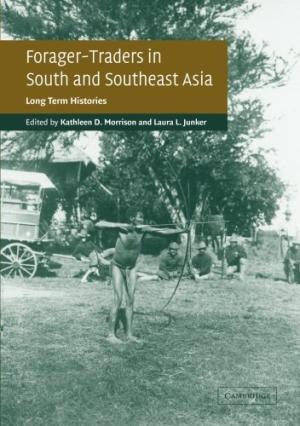 Forager-Traders in
South and Southeast Asia
Long Term Histories
Edited by Kathleen D. Morrison and Laura L. Junker
CAMBRIDGE